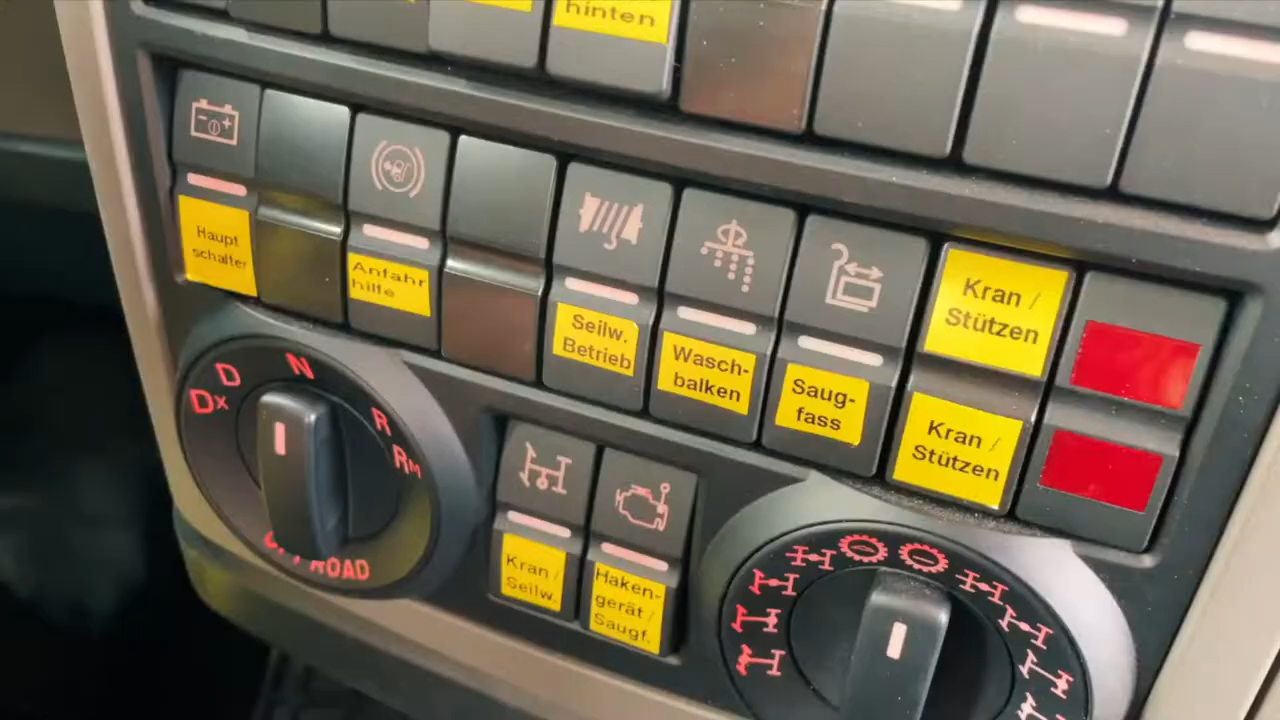 hinten
Haupt
schalter
Anfahr
hilfe
Seilw.
Betrieb
Wasch-
balken
Saug-
fass
Kran /
Stützen
Kran /
Stützen
N
D
Dx
R
RM
ROAD
Kran /
Seilw.
Haken-
gerät /
Saugf.